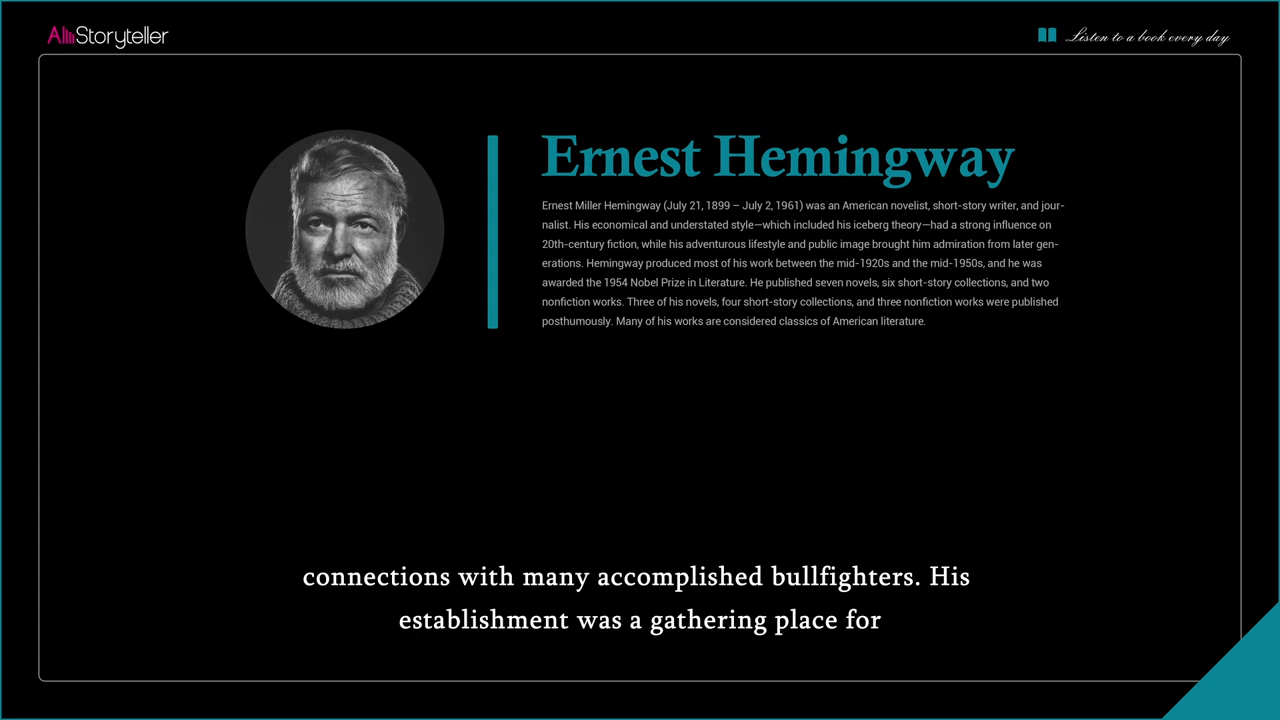 AllStoryteller
Listen to a book every day
Ernest Hemingway
Ernest Miller Hemingway (July 21, 1899 – July 2, 1961) was an American novelist, short-story writer, and jour-
nalist. His economical and understated style—which included his iceberg theory—had a strong influence on
20th-century fiction, while his adventurous lifestyle and public image brought him admiration from later gen-
erations. Hemingway produced most of his work between the mid-1920s and the mid-1950s, and he was
awarded the 1954 Nobel Prize in Literature. He published seven novels, six short-story collections, and two
nonfiction works. Three of his novels, four short-story collections, and three nonfiction works were published
posthumously. Many of his works are considered classics of American literature.
connections with many accomplished bullfighters. His
establishment was a gathering place for